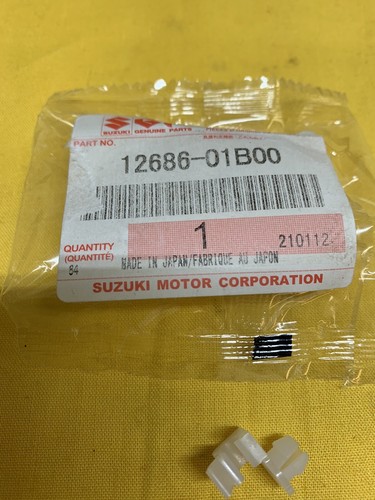 SUZUKI GENUINE PARTS
PART NO.
12686-01B00
QUANTITY 1 210112
(QUANTITÉ)
84 MADE IN JAPAN/FABRIQUE AU JAPON
SUZUKI MOTOR CORPORATION